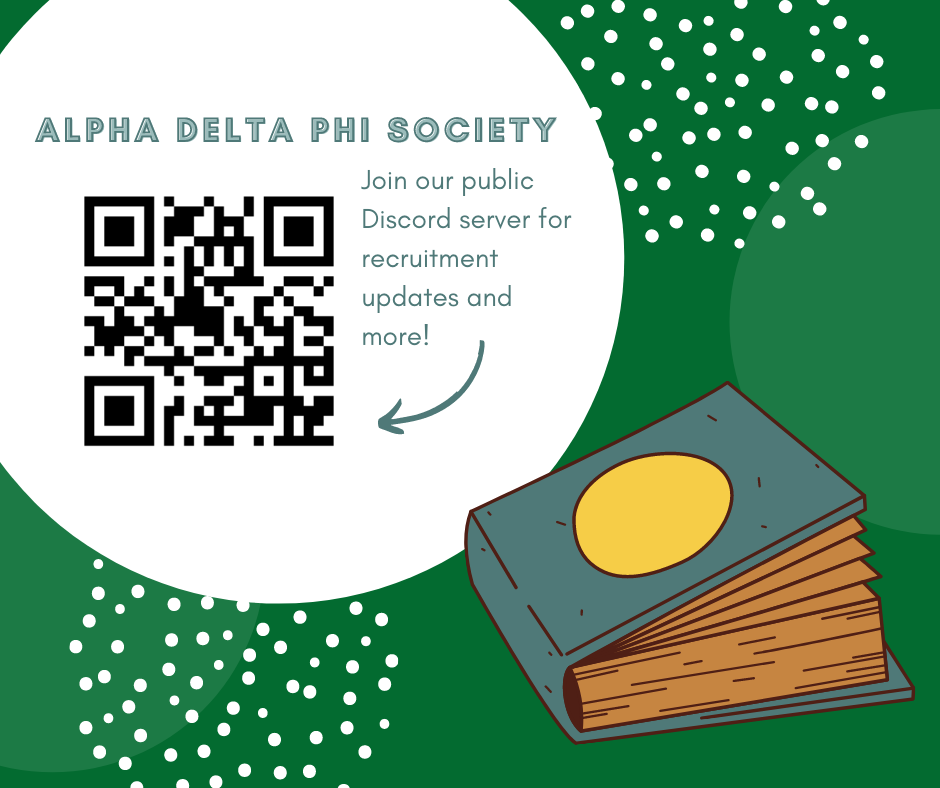 ALPHA DELTA PHI SOCIETY
Join our public
Discord server for
recruitment
updates and
more!